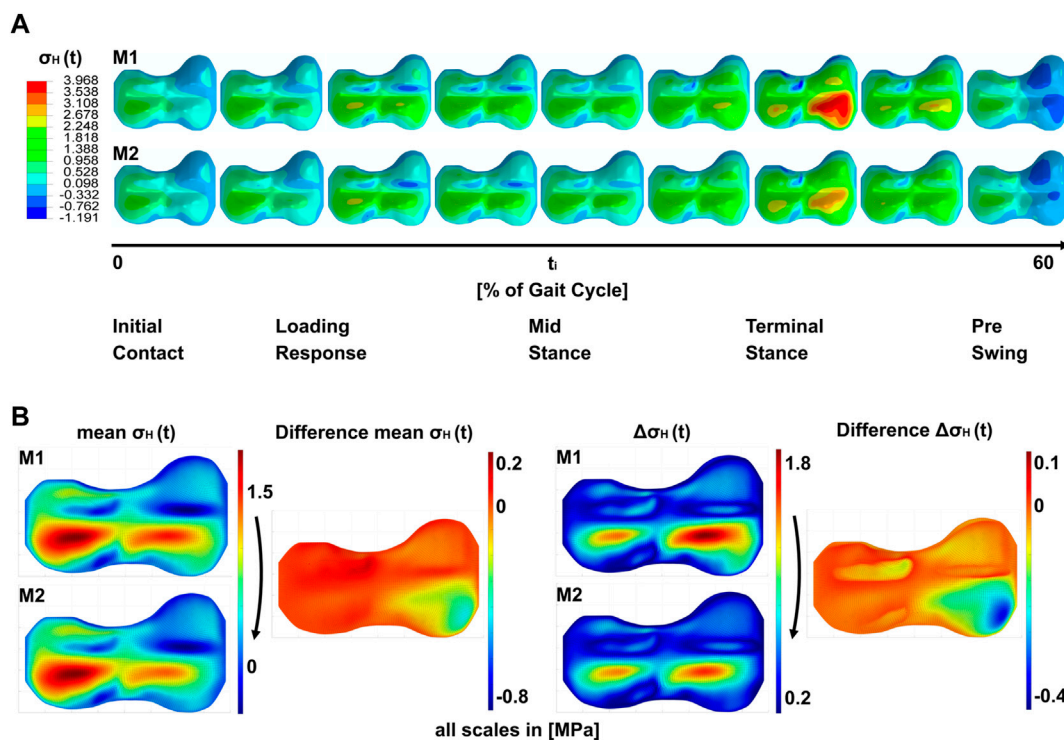 A
σH (t)
M1
3.968
3.538
3.108
2.678
2.248
1.818
1.388
0.958
0.528
0.098
-0.332
-0.762
-1.191
M2
0
ti
60
[% of Gait Cycle]
Initial Contact
Loading Response
Mid Stance
Terminal Stance
Pre Swing
B
mean σH (t)
Difference mean σH (t)
ΔσH (t)
Difference ΔσH (t)
M1
1.5
0.2
0
M1
1.8
0.1
0
M2
0
-0.8
M2
0.2
-0.4
all scales in [MPa]